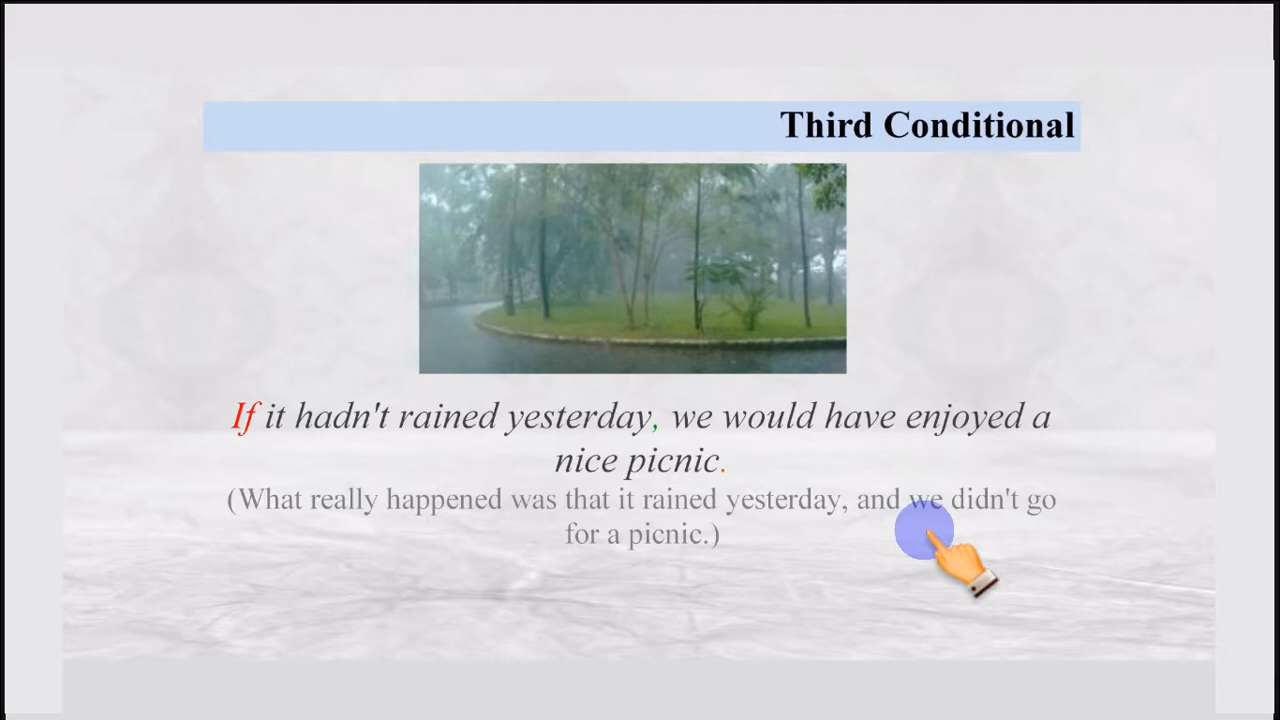 Third Conditional
If it hadn't rained yesterday, we would have enjoyed a
nice picnic.
(What really happened was that it rained yesterday, and we didn't go
for a picnic.)